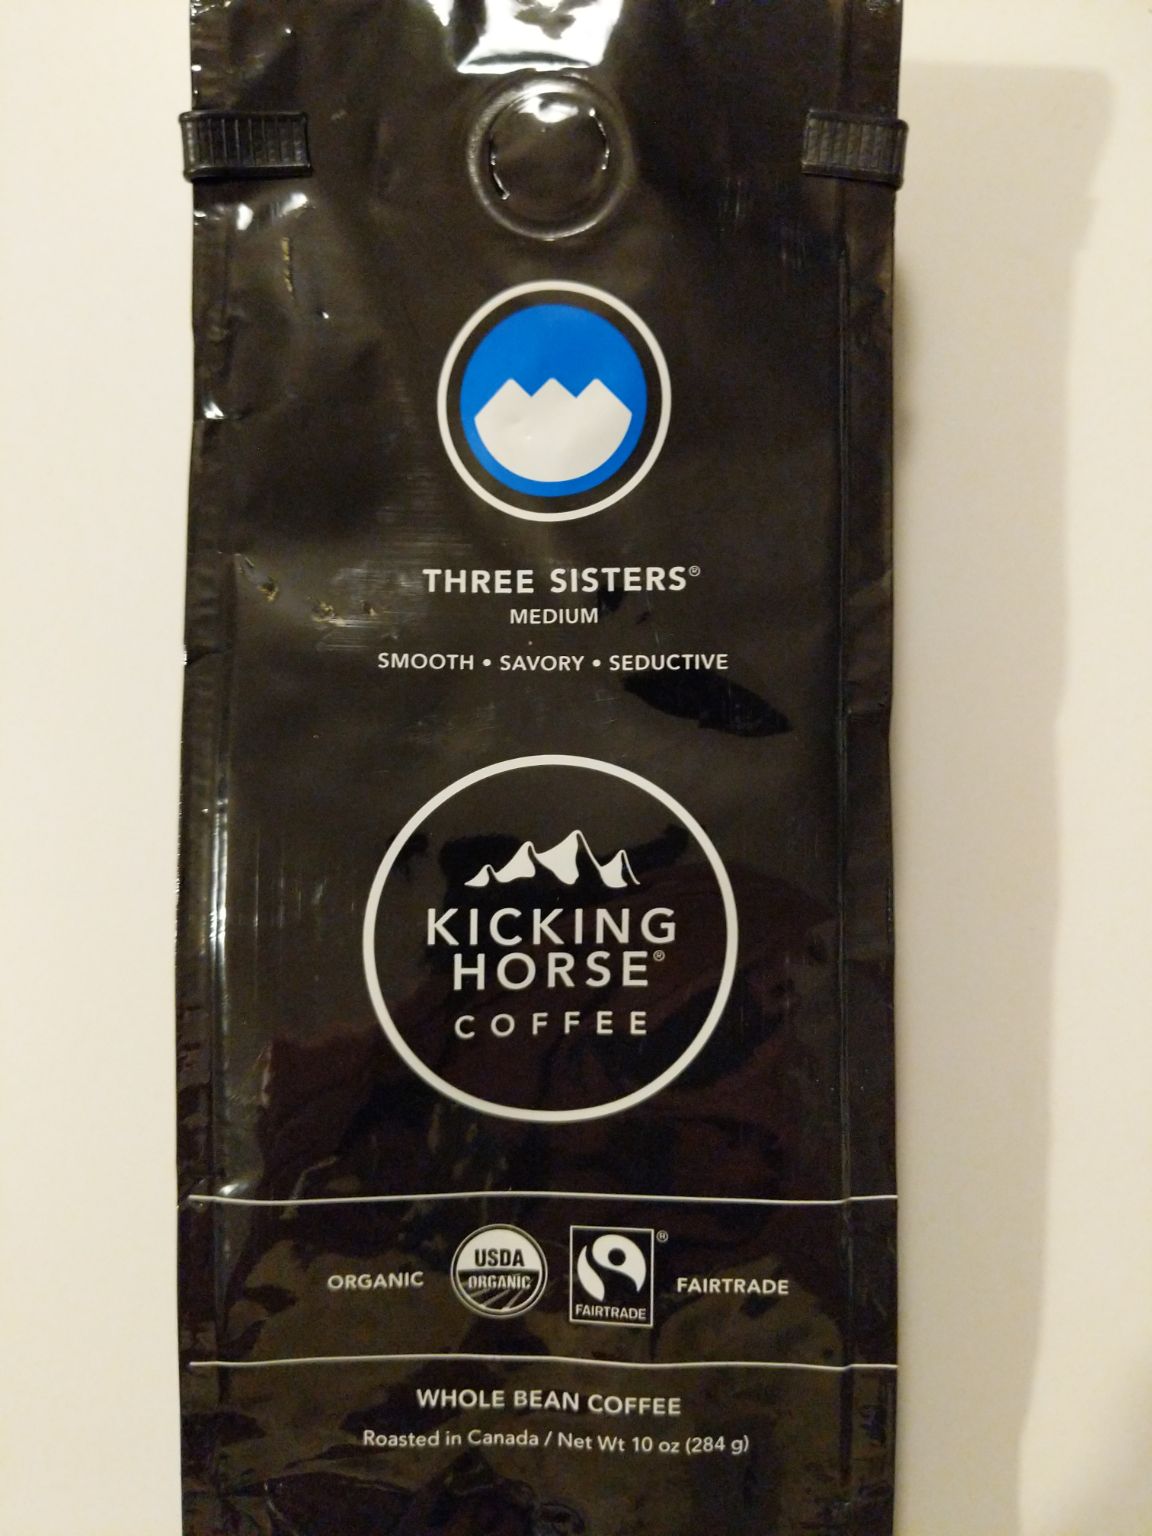 THREE SISTERS®
MEDIUM
SMOOTH • SAVORY • SEDUCTIVE
KICKING
HORSE®
COFFEE
ORGANIC
USDA
ORGANIC
FAIRTRADE
®
FAIRTRADE
WHOLE BEAN COFFEE
Roasted in Canada / Net Wt 10 oz (284 g)